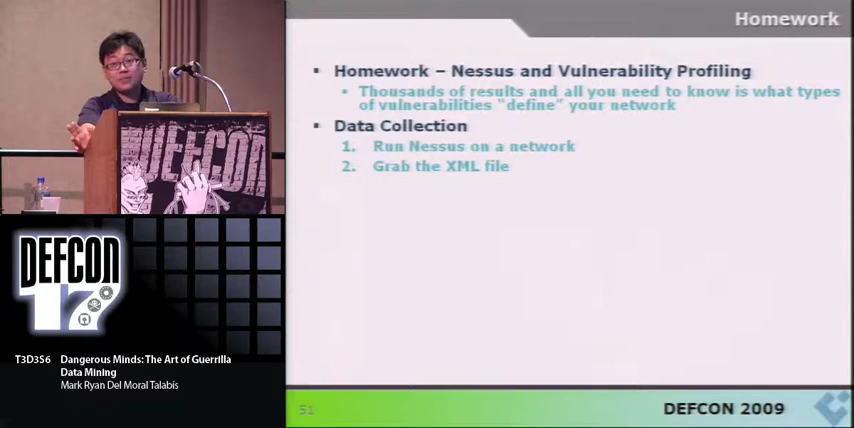 Homework
▪ Homework – Nessus and Vulnerability Profiling
▪ Thousands of results and all you need to know is what types
of vulnerabilities "define" your network
▪ Data Collection
1. Run Nessus on a network
2. Grab the XML file
DEFCON
DEFCON
17
T3D3S6 Dangerous Minds: The Art of Guerrilla
Data Mining
Mark Ryan Del Moral Talabis
51
DEFCON 2009